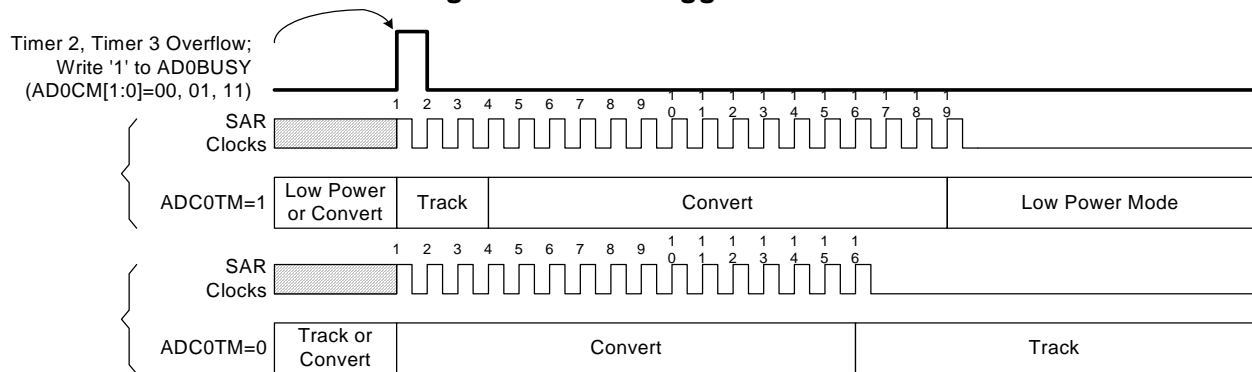 Timer 2, Timer 3 Overflow;
Write '1' to AD0BUSY
(AD0CM[1:0]=00, 01, 11)
1 2 3 4 5 6 7 8 9 10 11 12 13 14 15 16 17 18 19
SAR
Clocks
ADC0TM=1
Low Power
or Convert
Track
Convert
Low Power Mode
1 2 3 4 5 6 7 8 9 10 11 12 13 14 15 16
SAR
Clocks
ADC0TM=0
Track or
Convert
Convert
Track